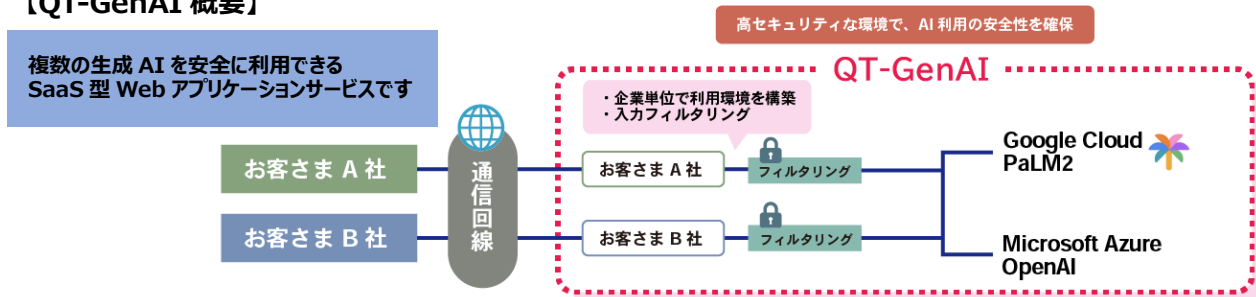 【QT-GenAI 概要】
高セキュリティな環境で、AI 利用の安全性を確保
複数の生成 AI を安全に利用できる
SaaS 型 Web アプリケーションサービスです
QT-GenAI
・企業単位で利用環境を構築
・入力フィルタリング
お客さま A 社
通信回線
お客さま A 社
フィルタリング
Google Cloud
PaLM2
お客さま B 社
お客さま B 社
フィルタリング
Microsoft Azure
OpenAI